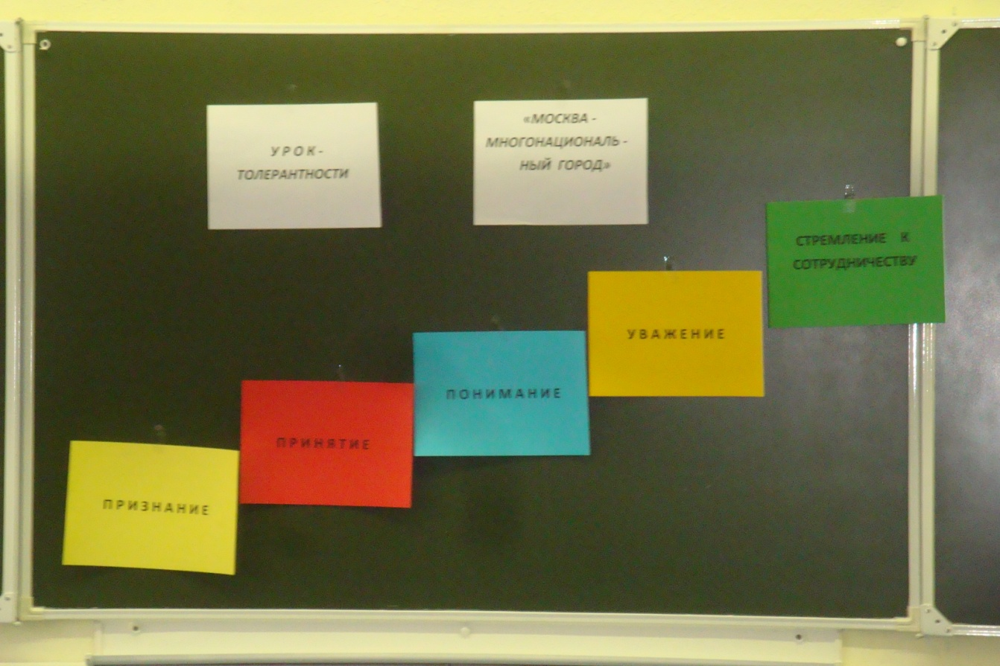 УРОК-
ТОЛЕРАНТНОСТИ
«МОСКВА -
МНОГОНАЦИОНАЛЬ -
НЫЙ ГОРОД»
СТРЕМЛЕНИЕ К
СОТРУДНИЧЕСТВУ
УВАЖЕНИЕ
ПОНИМАНИЕ
ПРИНЯТИЕ
ПРИЗНАНИЕ